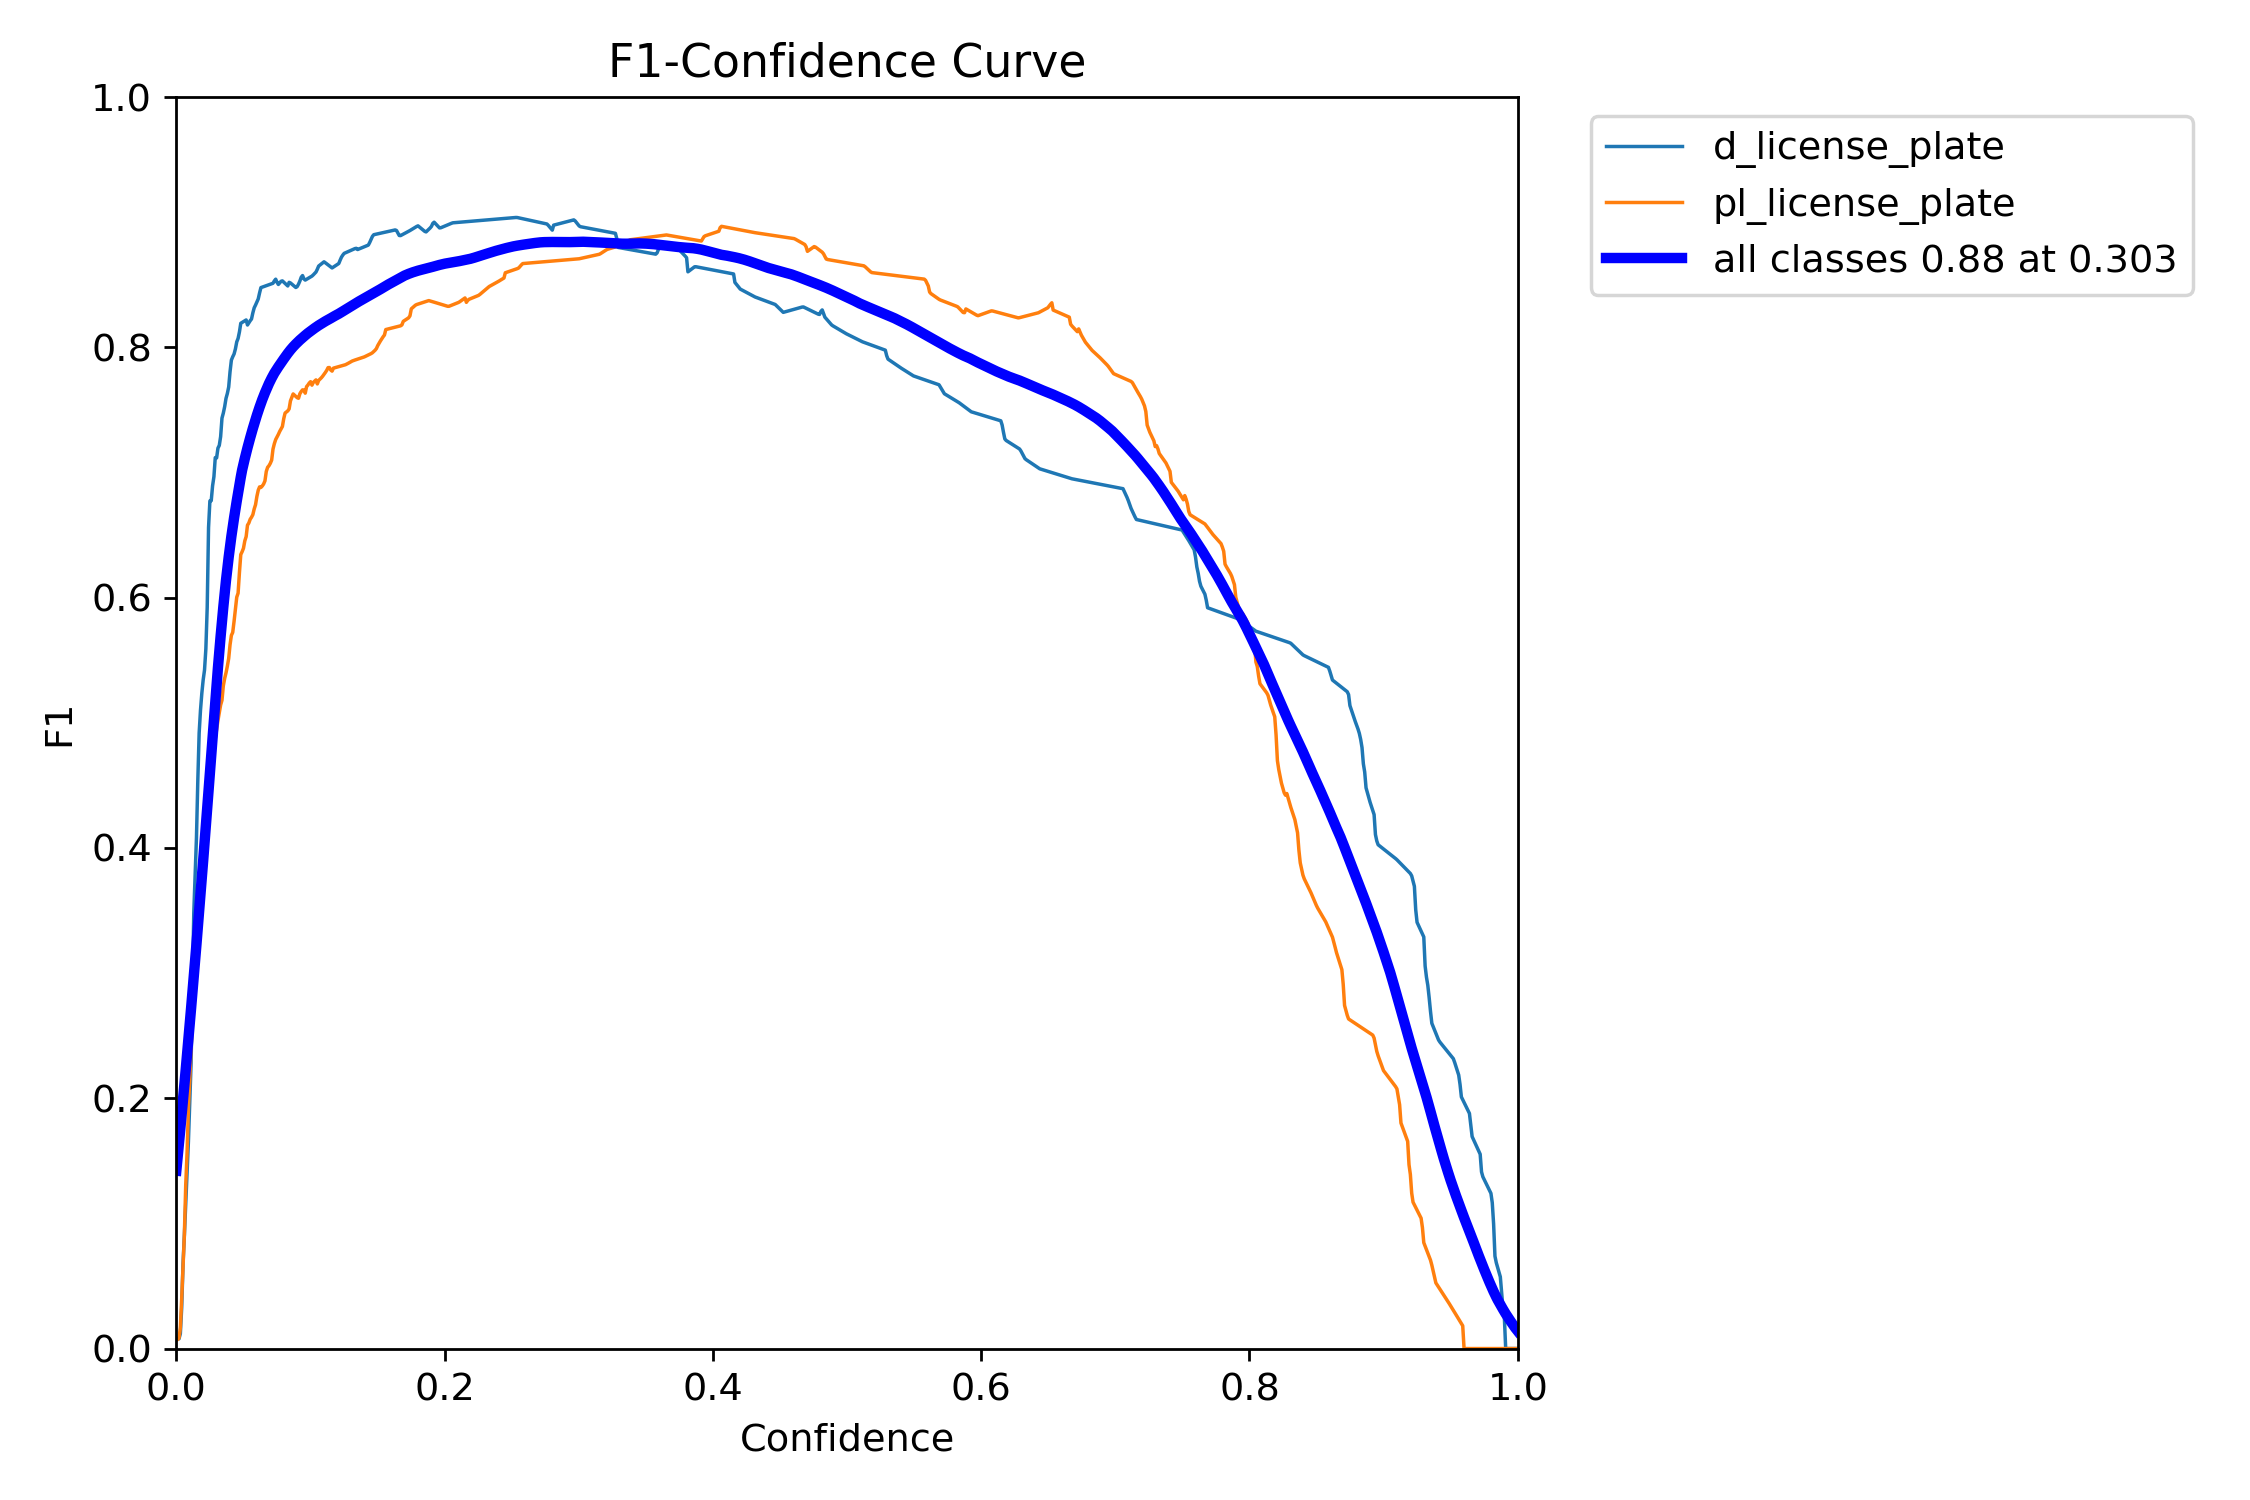 F1-Confidence Curve
1.0
0.8
0.6
0.4
0.2
0.0
F1
0.0 0.2 0.4 0.6 0.8 1.0
Confidence
d_license_plate
pl_license_plate
all classes 0.88 at 0.303